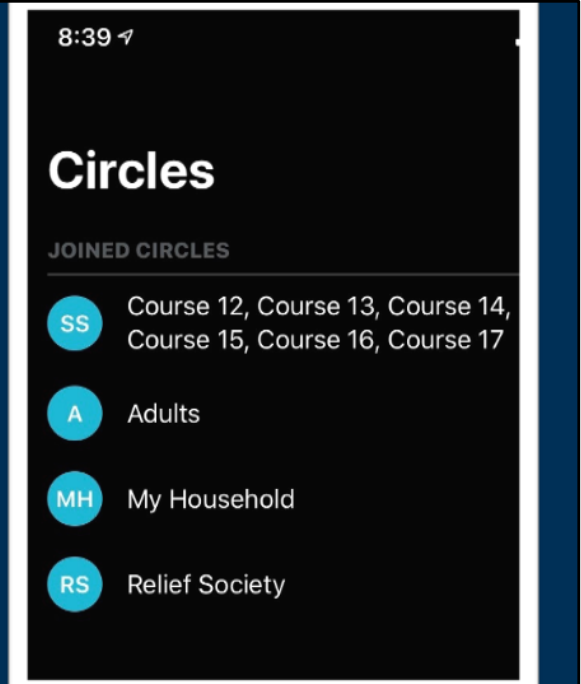 8:39
Circles
JOINED CIRCLES
SS
Course 12, Course 13, Course 14,
Course 15, Course 16, Course 17
A
Adults
MH
My Household
RS
Relief Society